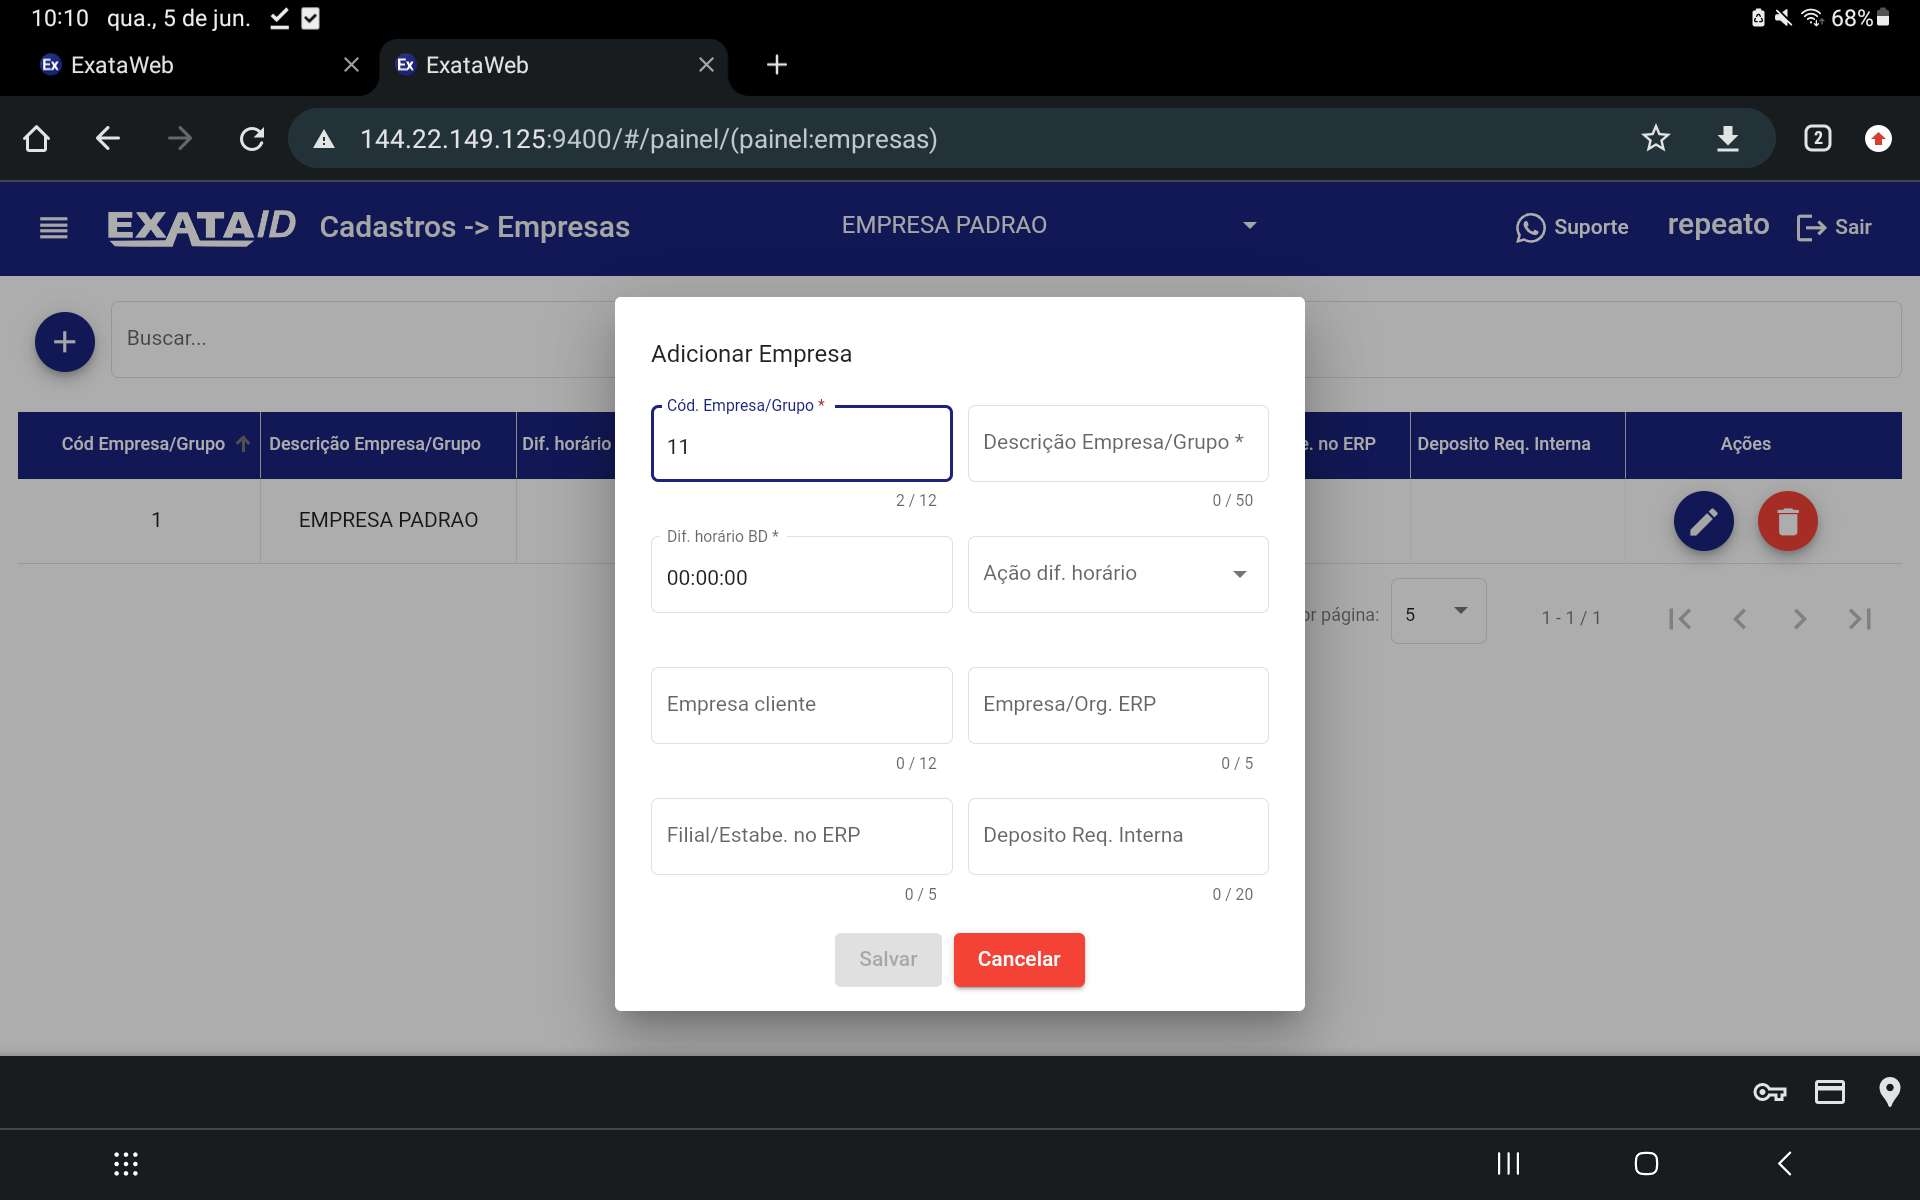 10:10 qua., 5 de jun. 68%
Ex ExataWeb Ex ExataWeb
144.22.149.125:9400/#/painel/(painel:empresas) 2
EXATA/ID Cadastros -> Empresas EMPRESA PADRAO Suporte repeato Sair
Buscar...
Cód Empresa/Grupo Descrição Empresa/Grupo Dif. horário e. no ERP Deposito Req. Interna Ações
1 EMPRESA PADRAO
or página: 5 1 - 1 / 1
Adicionar Empresa
Cód. Empresa/Grupo *
11 Descrição Empresa/Grupo *
2 / 12 0 / 50
Dif. horário BD *
00:00:00 Ação dif. horário
Empresa cliente Empresa/Org. ERP
0 / 12 0 / 5
Filial/Estabe. no ERP Deposito Req. Interna
0 / 5 0 / 20
Salvar Cancelar